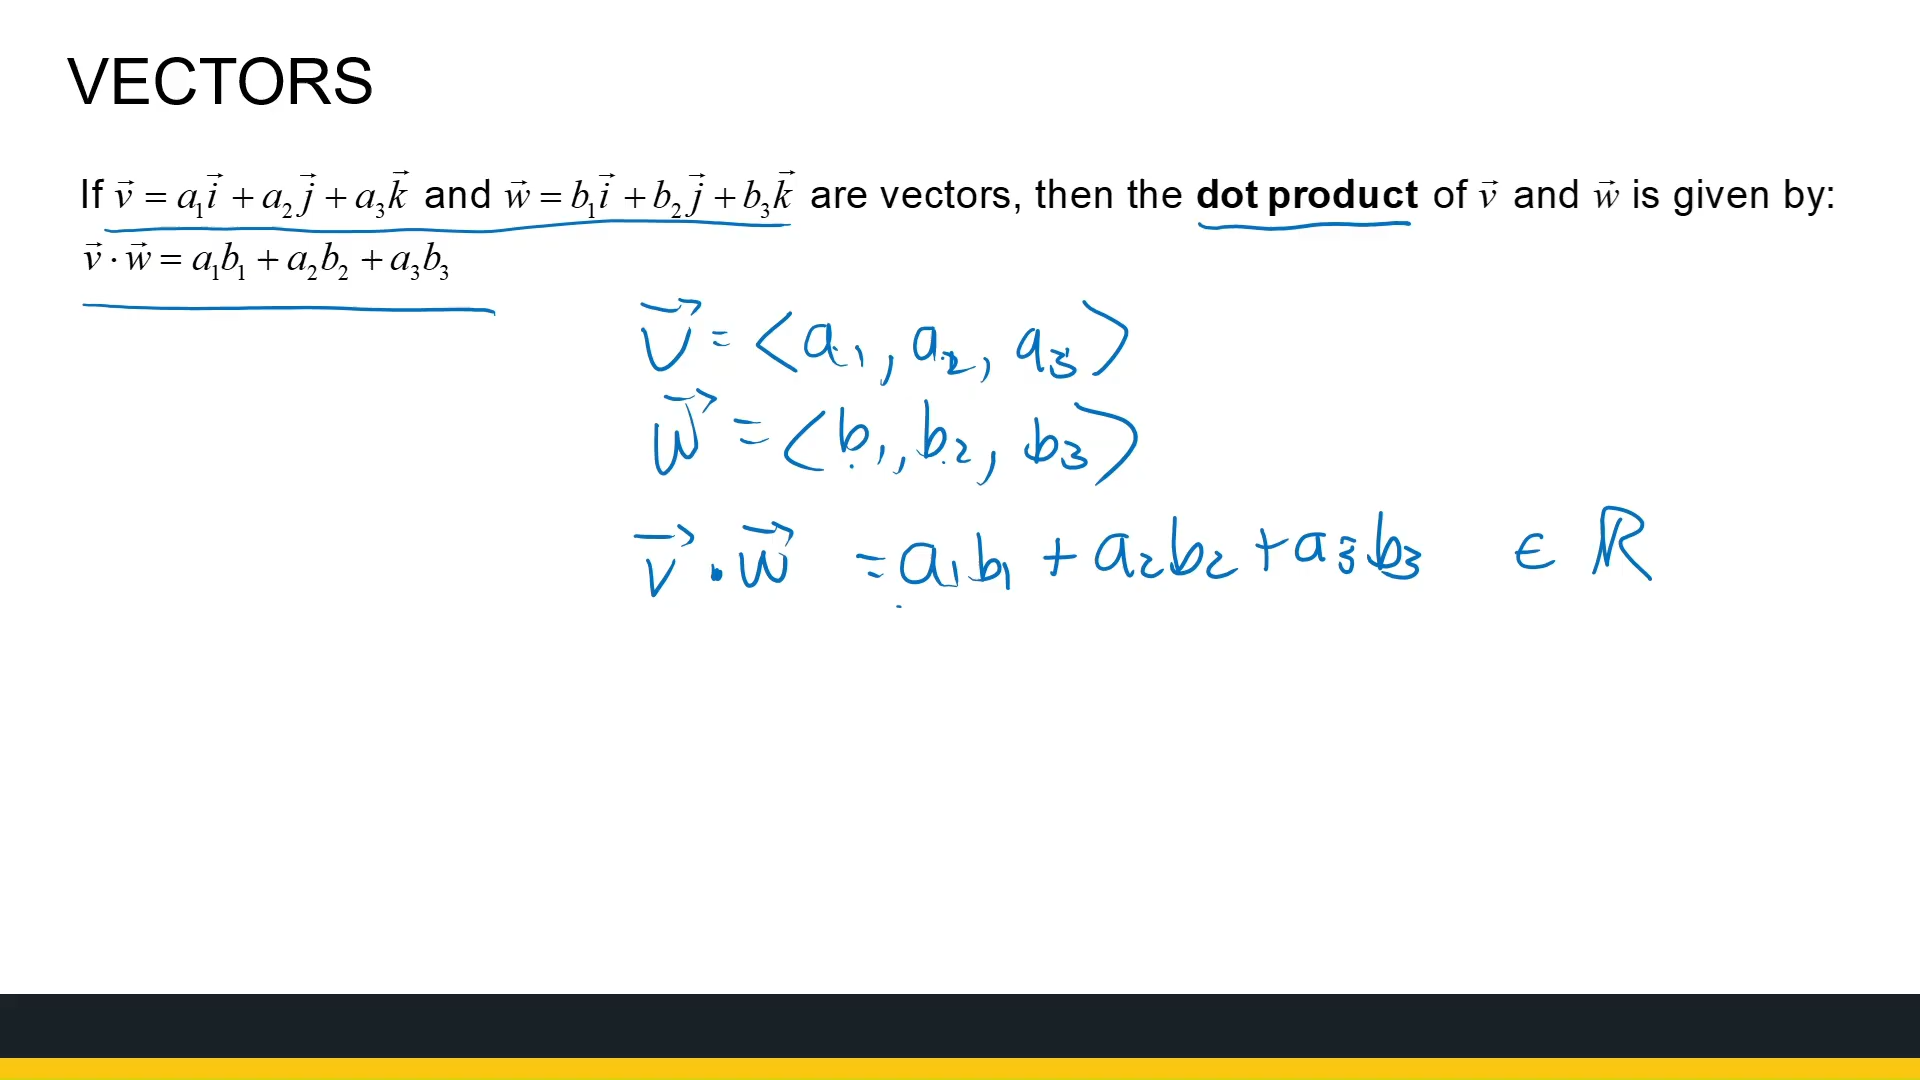 VECTORS
If v⃗ = a₁i⃗ + a₂j⃗ + a₃k⃗ and w⃗ = b₁i⃗ + b₂j⃗ + b₃k⃗ are vectors, then the dot product of v⃗ and w⃗ is given by:
v⃗ · w⃗ = a₁b₁ + a₂b₂ + a₃b₃
v⃗ = <a₁, a₂, a₃>
w⃗ = <b₁, b₂, b₃>
v⃗ · w⃗ = a₁b₁ + a₂b₂ + a₃b₃ ∈ ℝ